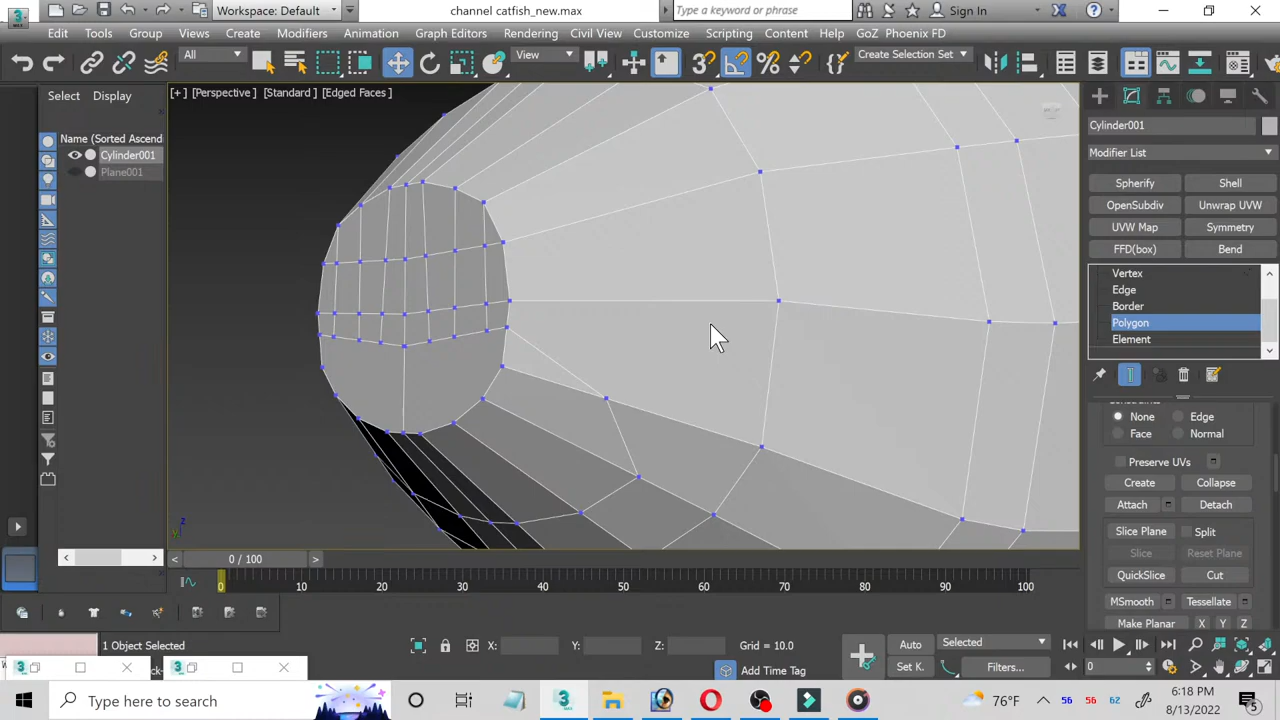 Workspaces: Default
channel catfish_new.max
Type a keyword or phrase
Sign In
Edit Tools Group Views Create Modifiers Animation Graph Editors Rendering Civil View Customize Scripting Content Help GoZ Phoenix FD
All
View
Create Selection Set
Select Display
[+] [Perspective] [Standard] [Edged Faces]
Name (Sorted Ascend
Cylinder001
Plane001
Cylinder001
Modifier List
Spherify Shell
OpenSubdiv Unwrap UVW
UVW Map Symmetry
FFD(box) Bend
Vertex
Edge
Border
Polygon
Element
None Edge
Face Normal
Preserve UVs
Create Collapse
Attach Detach
Slice Plane Split
Slice Reset Plane
QuickSlice Cut
MSmooth Tessellate
Make Planar X Y Z
0 / 100
0 10 20 30 40 50 60 70 80 90 100
1 Object Selected
X: Y: Z: Grid = 10.0
Add Time Tag
Auto Selected
Set K. Filters...
0
Type here to search
76°F
56 56 62
6:18 PM
8/13/2022